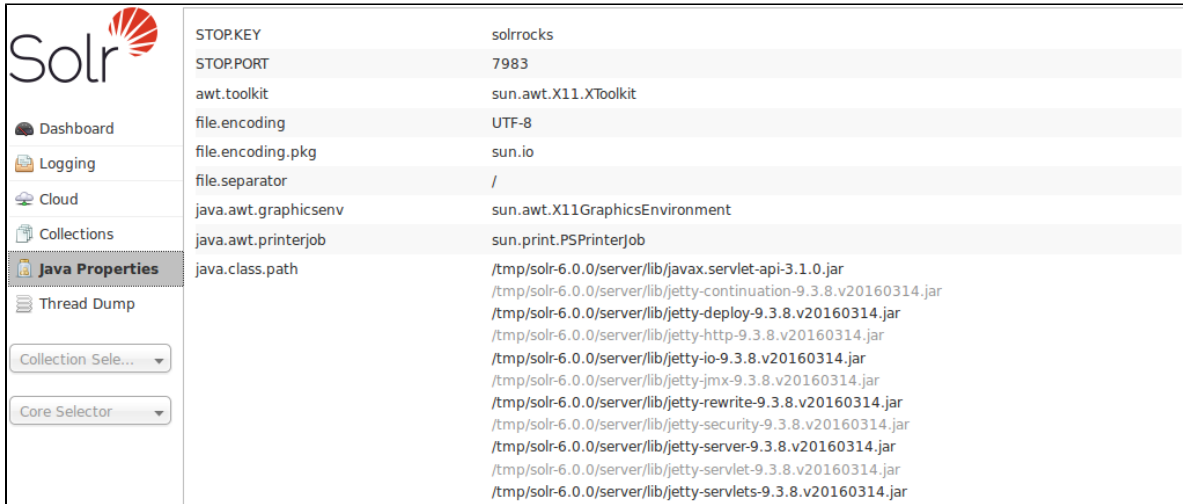 Solr
Dashboard
Logging
Cloud
Collections
Java Properties
Thread Dump
Collection Sele...
Core Selector
STOP.KEY solrrocks
STOP.PORT 7983
awt.toolkit sun.awt.X11.XToolkit
file.encoding UTF-8
file.encoding.pkg sun.io
file.separator /
java.awt.graphicsenv sun.awt.X11GraphicsEnvironment
java.awt.printerjob sun.print.PSPrinterJob
java.class.path /tmp/solr-6.0.0/server/lib/javax.servlet-api-3.1.0.jar
/tmp/solr-6.0.0/server/lib/jetty-continuation-9.3.8.v20160314.jar
/tmp/solr-6.0.0/server/lib/jetty-deploy-9.3.8.v20160314.jar
/tmp/solr-6.0.0/server/lib/jetty-http-9.3.8.v20160314.jar
/tmp/solr-6.0.0/server/lib/jetty-io-9.3.8.v20160314.jar
/tmp/solr-6.0.0/server/lib/jetty-jmx-9.3.8.v20160314.jar
/tmp/solr-6.0.0/server/lib/jetty-rewrite-9.3.8.v20160314.jar
/tmp/solr-6.0.0/server/lib/jetty-security-9.3.8.v20160314.jar
/tmp/solr-6.0.0/server/lib/jetty-server-9.3.8.v20160314.jar
/tmp/solr-6.0.0/server/lib/jetty-servlet-9.3.8.v20160314.jar
/tmp/solr-6.0.0/server/lib/jetty-servlets-9.3.8.v20160314.jar